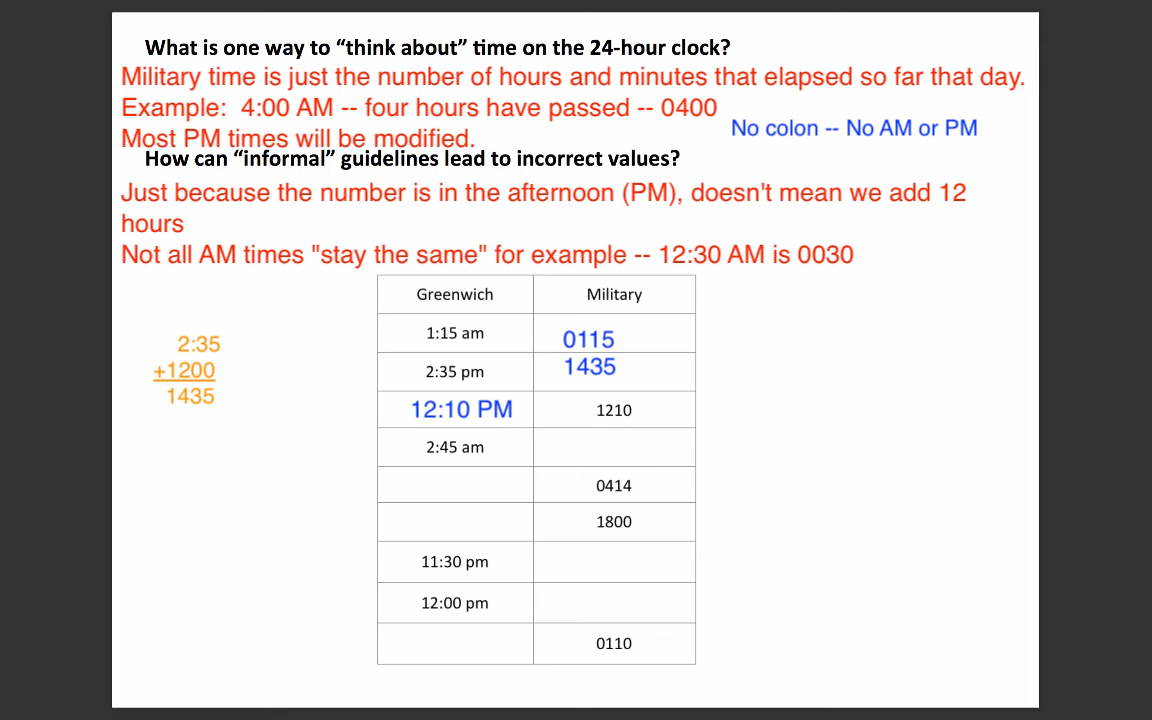 What is one way to “think about” time on the 24-hour clock?
Military time is just the number of hours and minutes that elapsed so far that day.
Example:  4:00 AM -- four hours have passed -- 0400
No colon -- No AM or PM
Most PM times will be modified.
How can “informal” guidelines lead to incorrect values?
Just because the number is in the afternoon (PM), doesn't mean we add 12
hours
Not all AM times "stay the same" for example -- 12:30 AM is 0030
Greenwich Military
1:15 am 0115
2:35 pm 1435
12:10 PM 1210
2:45 am
0414
1800
11:30 pm
12:00 pm
0110
2:35
+1200
1435